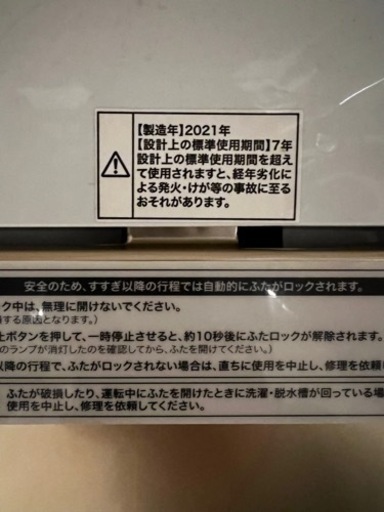 【製造年】2021年
【設計上の標準使用期間】7年
設計上の標準使用期間を超え
て使用されますと、経年劣化に
よる発火・けが等の事故に至る
おそれがあります。
安全のため、すすぎ以降の行程では自動的にふたがロックされます。
ック中は、無理に開けないでください。
損する原因となります。)
止ボタンを押して、一時停止させると、約10秒後にふたロックが解除されます。
のランプが消灯したのを確認してから、ふたを開けてください。)
以降の行程で、ふたがロックされない場合は、直ちに使用を中止し、修理を依頼
ふたが破損したり、運転中にふたを開けたときに洗濯・脱水槽が回っている場
使用を中止し、修理を依頼してください。